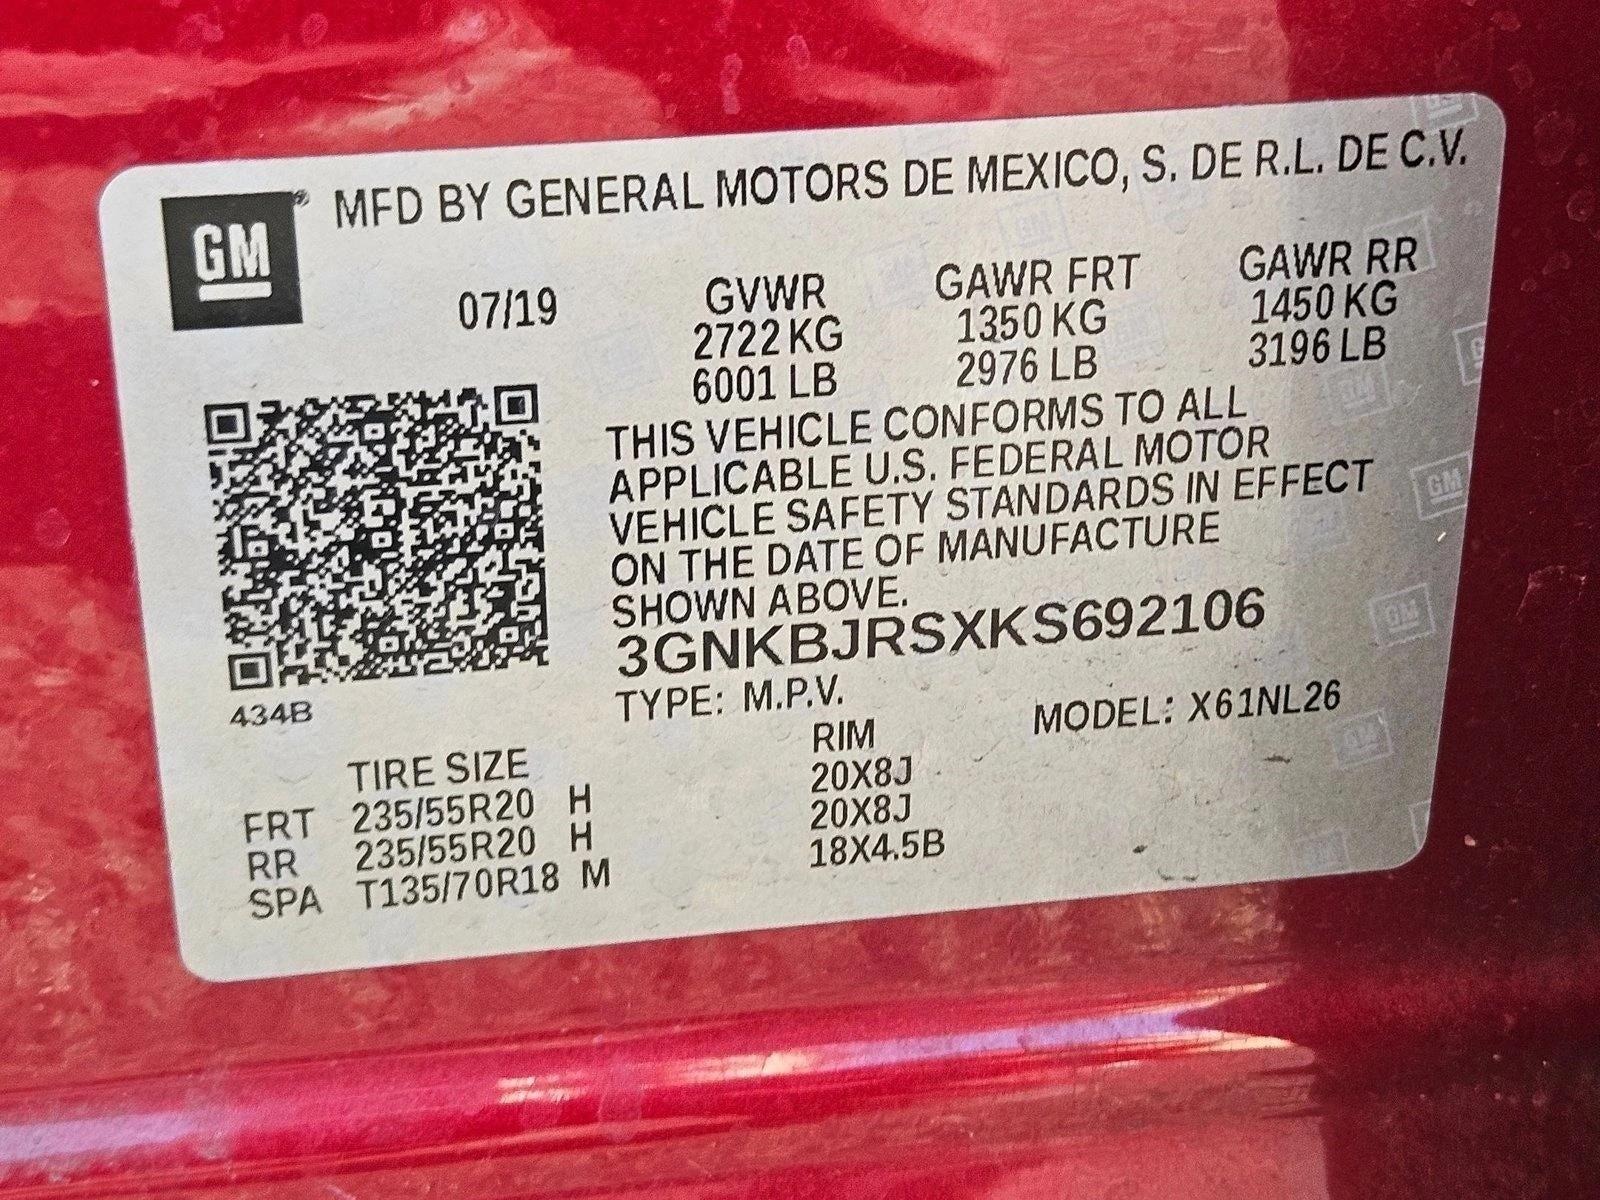 GM® MFD BY GENERAL MOTORS DE MEXICO, S. DE R.L. DE C.V.
07/19 GVWR GAWR FRT GAWR RR
2722 KG 1350 KG 1450 KG
6001 LB 2976 LB 3196 LB
THIS VEHICLE CONFORMS TO ALL
APPLICABLE U.S. FEDERAL MOTOR
VEHICLE SAFETY STANDARDS IN EFFECT
ON THE DATE OF MANUFACTURE
SHOWN ABOVE.
3GNKBJRSXKS692106
434B
TYPE: M.P.V. MODEL: X61NL26
TIRE SIZE RIM
FRT 235/55R20 H 20X8J
RR 235/55R20 H 20X8J
SPA T135/70R18 M 18X4.5B